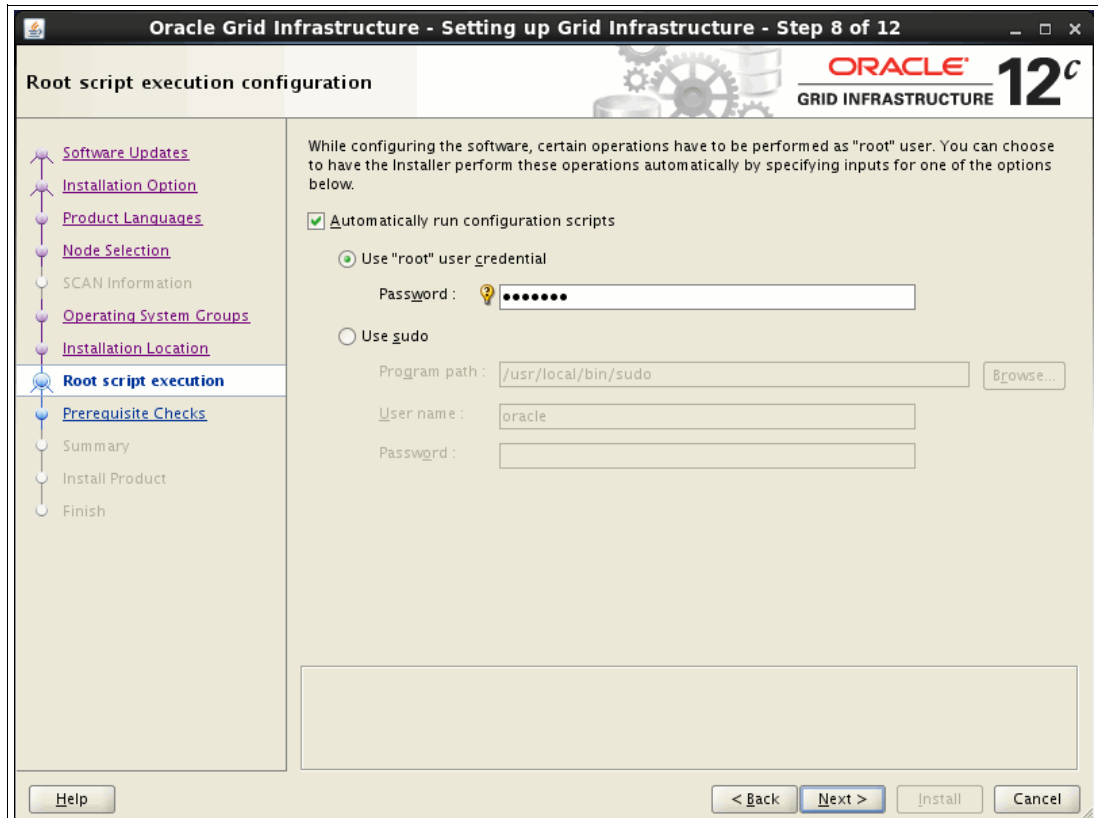 Oracle Grid Infrastructure - Setting up Grid Infrastructure - Step 8 of 12
Root script execution configuration
ORACLE
GRID INFRASTRUCTURE
12c
Software Updates
Installation Option
Product Languages
Node Selection
SCAN Information
Operating System Groups
Installation Location
Root script execution
Prerequisite Checks
Summary
Install Product
Finish
While configuring the software, certain operations have to be performed as "root" user. You can choose
to have the Installer perform these operations automatically by specifying inputs for one of the options
below.
Automatically run configuration scripts
Use "root" user credential
Password :
•••••••
Use sudo
Program path : /usr/local/bin/sudo
Browse...
User name : oracle
Password :
Help
< Back
Next >
Install
Cancel